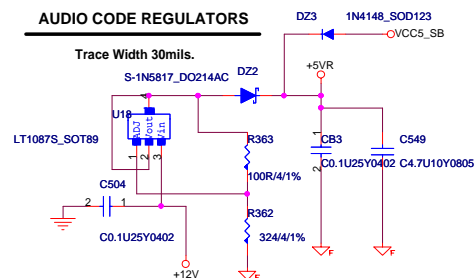 AUDIO CODE REGULATORS
DZ3 1N4148_SOD123
VCC5_SB
Trace Width 30mils.
S-1N5817_DO214AC DZ2
+5VR
4
U18
ADJ Vout Vin
LT1087S_SOT89
1 2 3
R363
100R/4/1%
1 CB3 2
C0.1U25Y0402
C549
C4.7U10Y0805
C504
2 1
C0.1U25Y0402
R362
324/4/1%
+12V
F F F